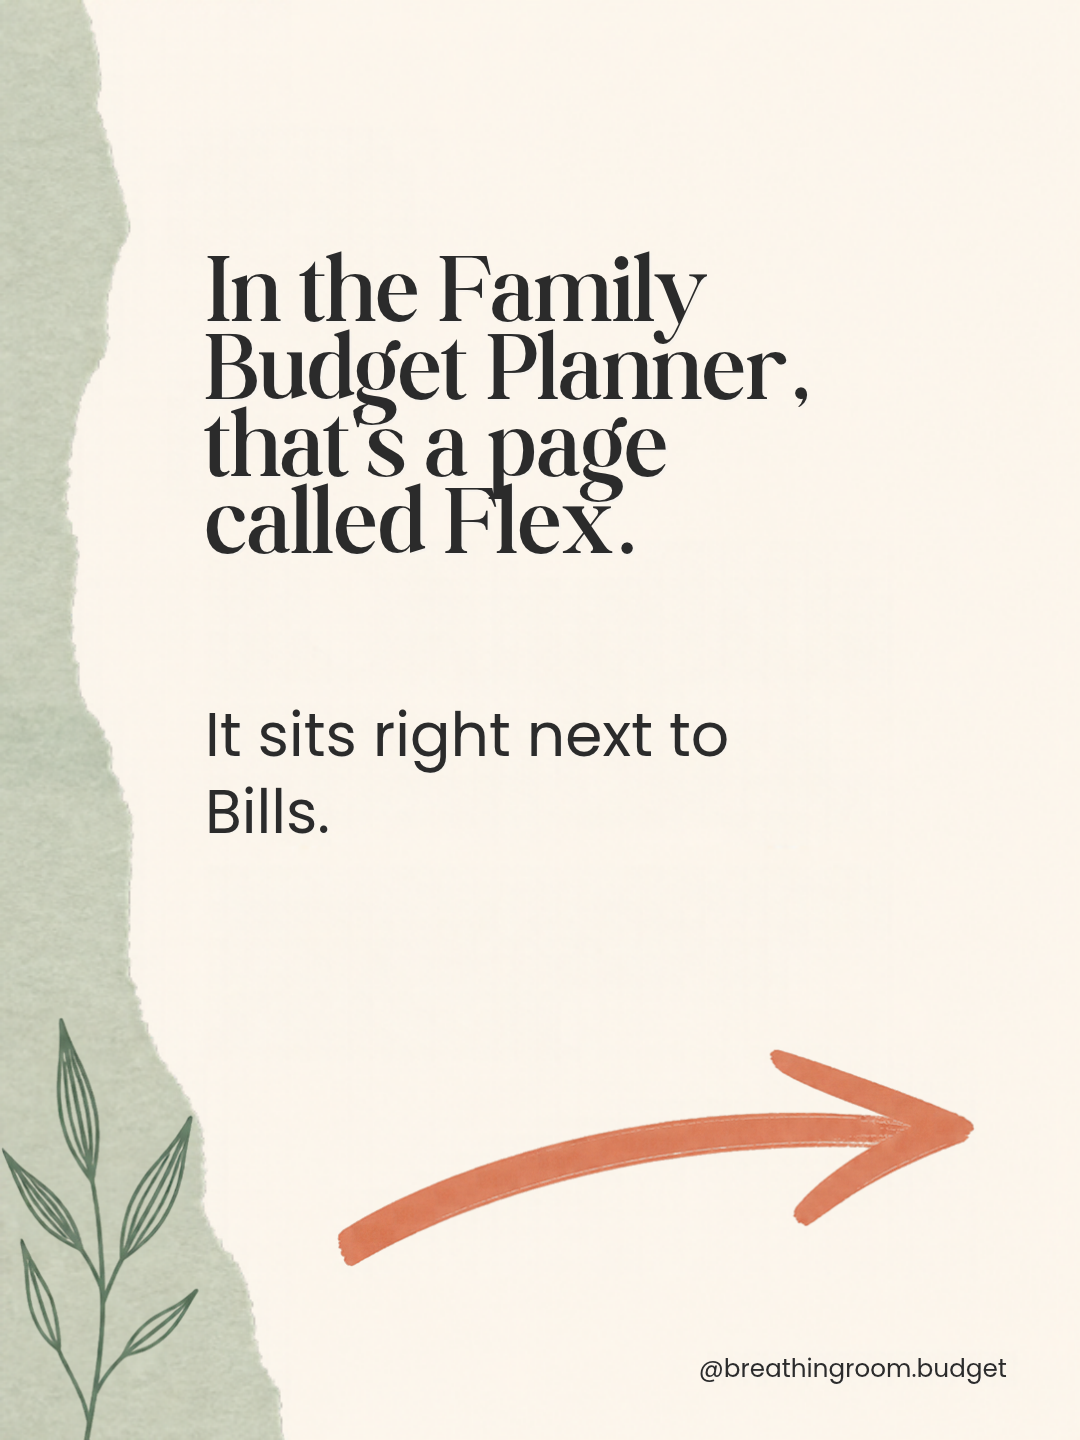 In the Family
Budget Planner,
that's a page
called Flex.
It sits right next to
Bills.
@breathingroom.budget